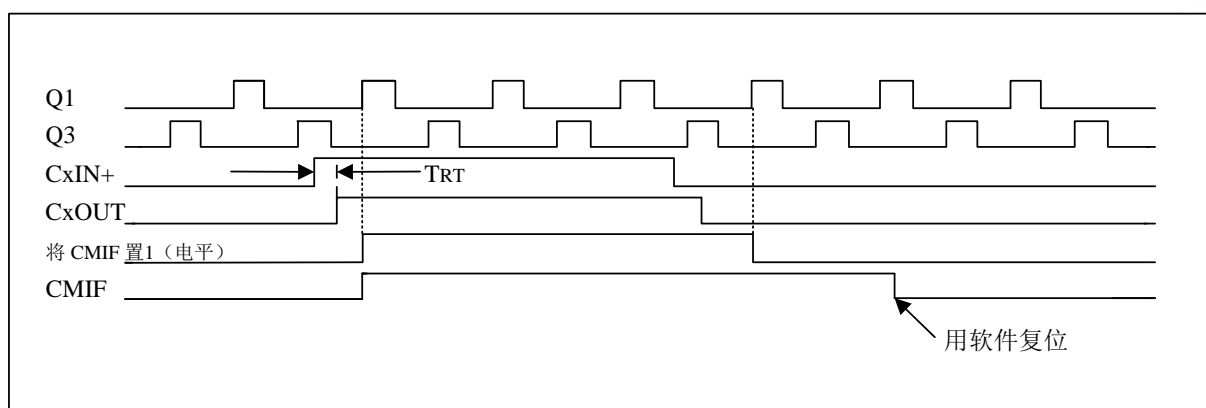 Q1
Q3
CxIN+
TRT
CxOUT
将 CMIF 置1（电平）
CMIF
用软件复位